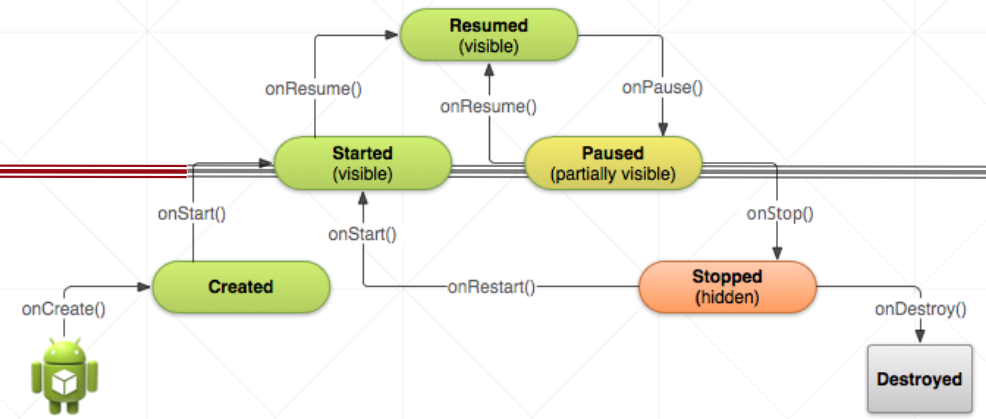 Resumed
(visible)
onResume()
onResume()
onPause()
Started
(visible)
Paused
(partially visible)
onStart()
onStart()
onStop()
Created
onRestart()
Stopped
(hidden)
onCreate()
onDestroy()
Destroyed